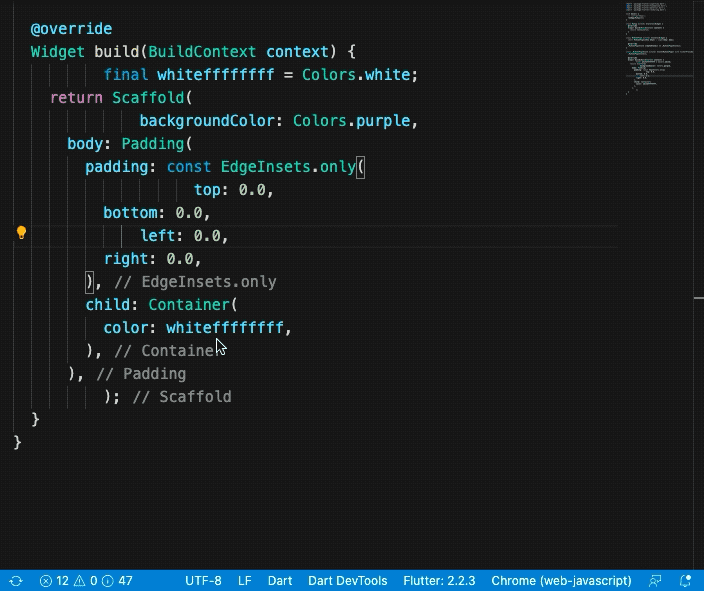 @override
Widget build(BuildContext context) {
final whiteffffffff = Colors.white;
return Scaffold(
backgroundColor: Colors.purple,
body: Padding(
padding: const EdgeInsets.only(
top: 0.0,
bottom: 0.0,
left: 0.0,
right: 0.0,
), // EdgeInsets.only
child: Container(
color: whiteffffffff,
), // Container
), // Padding
); // Scaffold
}
}
12 0 47 UTF-8 LF Dart Dart DevTools Flutter: 2.2.3 Chrome (web-javascript)